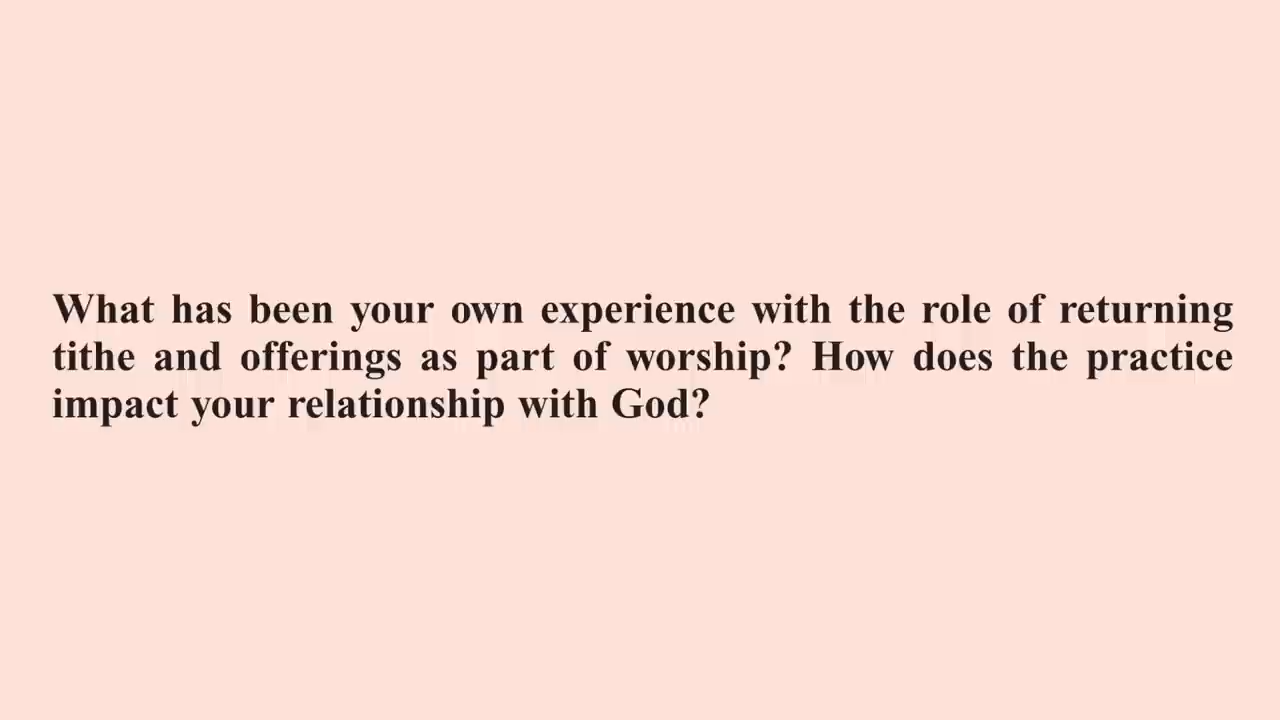 What has been your own experience with the role of returning
tithe and offerings as part of worship? How does the practice
impact your relationship with God?